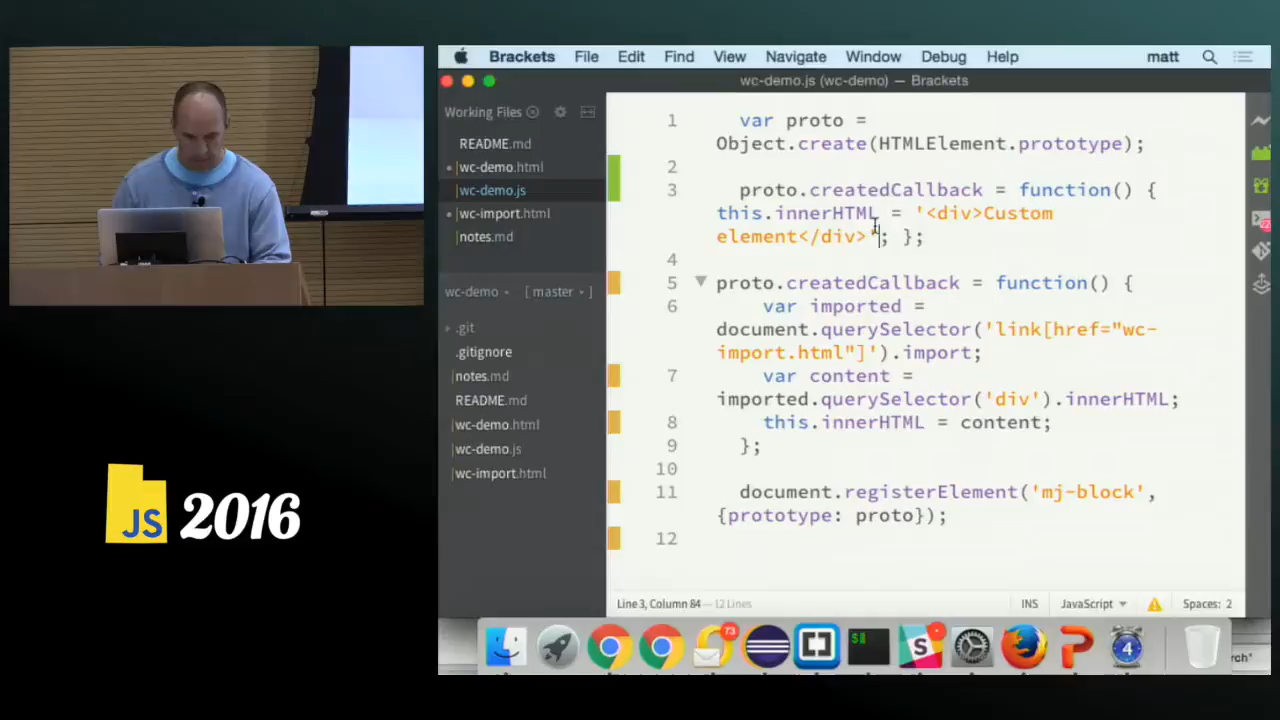 Brackets File Edit Find View Navigate Window Debug Help matt
wc-demo.js (wc-demo) — Brackets
Working Files
README.md
wc-demo.html
wc-demo.js
wc-import.html
notes.md
wc-demo [ master ]
.git
.gitignore
notes.md
README.md
wc-demo.html
wc-demo.js
wc-import.html
1 var proto =
Object.create(HTMLElement.prototype);
2
3 proto.createdCallback = function() {
this.innerHTML = '<div>Custom
element</div>'; };
4
5 proto.createdCallback = function() {
6 var imported =
document.querySelector('link[href="wc-
import.html"]').import;
7 var content =
imported.querySelector('div').innerHTML;
8 this.innerHTML = content;
9 };
10
11 document.registerElement('mj-block',
{prototype: proto});
12
Line 3, Column 84 — 12 Lines
INS JavaScript Spaces: 2
73
4
JS 2016